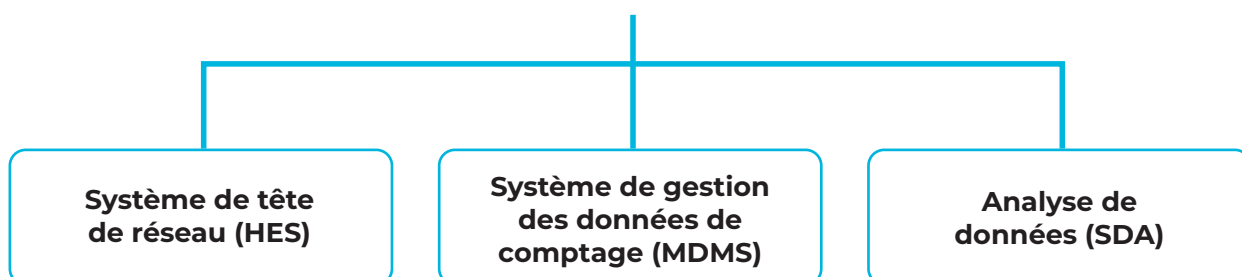 Système de tête
de réseau (HES)
Système de gestion
des données de
comptage (MDMS)
Analyse de
données (SDA)